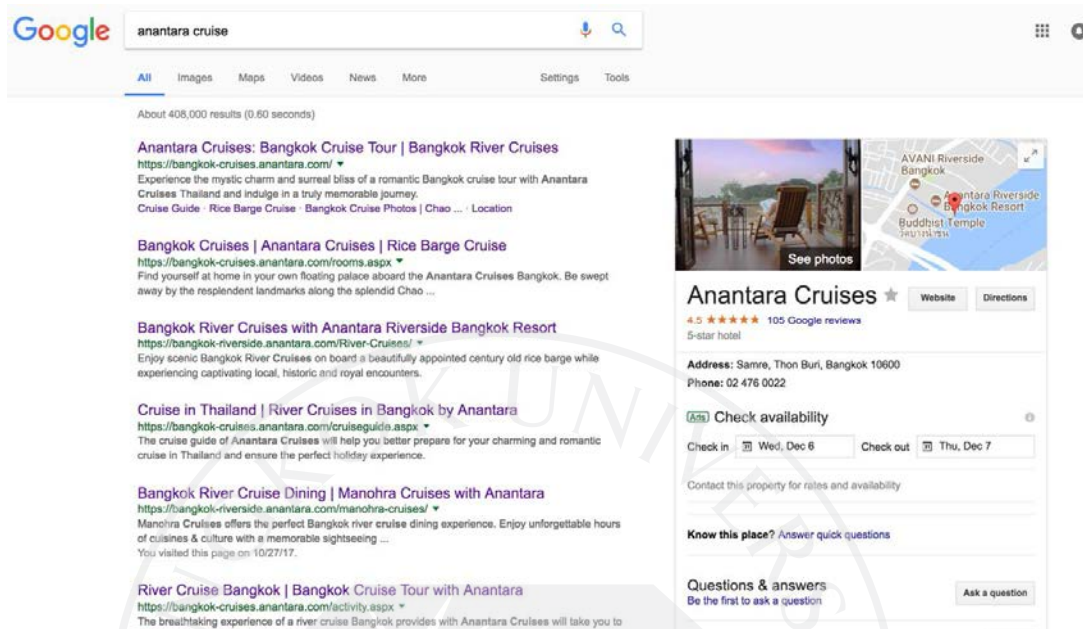 Google
anantara cruise
All Images Maps Videos News More Settings Tools
About 408,000 results (0.60 seconds)
Anantara Cruises: Bangkok Cruise Tour | Bangkok River Cruises
https://bangkok-cruises.anantara.com/
Experience the mystic charm and surreal bliss of a romantic Bangkok cruise tour with Anantara
Cruises Thailand and indulge in a truly memorable journey.
Cruise Guide · Rice Barge Cruise · Bangkok Cruise Photos | Chao ... · Location
Bangkok Cruises | Anantara Cruises | Rice Barge Cruise
https://bangkok-cruises.anantara.com/rooms.aspx
Find yourself at home in your own floating palace aboard the Anantara Cruises Bangkok. Be swept
away by the resplendent landmarks along the splendid Chao ...
Bangkok River Cruises with Anantara Riverside Bangkok Resort
https://bangkok-riverside.anantara.com/River-Cruises/
Enjoy scenic Bangkok River Cruises on board a beautifully appointed century old rice barge while
experiencing captivating local, historic and royal encounters.
Cruise in Thailand | River Cruises in Bangkok by Anantara
https://bangkok-cruises.anantara.com/cruiseguide.aspx
The cruise guide of Anantara Cruises will help you better prepare for your charming and romantic
cruise in Thailand and ensure the perfect holiday experience.
Bangkok River Cruise Dining | Manohra Cruises with Anantara
https://bangkok-riverside.anantara.com/manohra-cruises/
Manohra Cruises offers the perfect Bangkok river cruise dining experience. Enjoy unforgettable hours
of cuisines & culture with a memorable sightseeing ...
You visited this page on 10/27/17.
River Cruise Bangkok | Bangkok Cruise Tour with Anantara
https://bangkok-cruises.anantara.com/activity.aspx
The breathtaking experience of a river cruise Bangkok provides with Anantara Cruises will take you to
See photos
AVANI Riverside
Bangkok
Anantara Riverside
Bangkok Resort
Buddhist Temple
Anantara Cruises Website Directions
4.5 ★★★★★ 105 Google reviews
5-star hotel
Address: Samre, Thon Buri, Bangkok 10600
Phone: 02 476 0022
Ads Check availability
Check in Wed, Dec 6 Check out Thu, Dec 7
Contact this property for rates and availability
Know this place? Answer quick questions
Questions & answers Ask a question
Be the first to ask a question